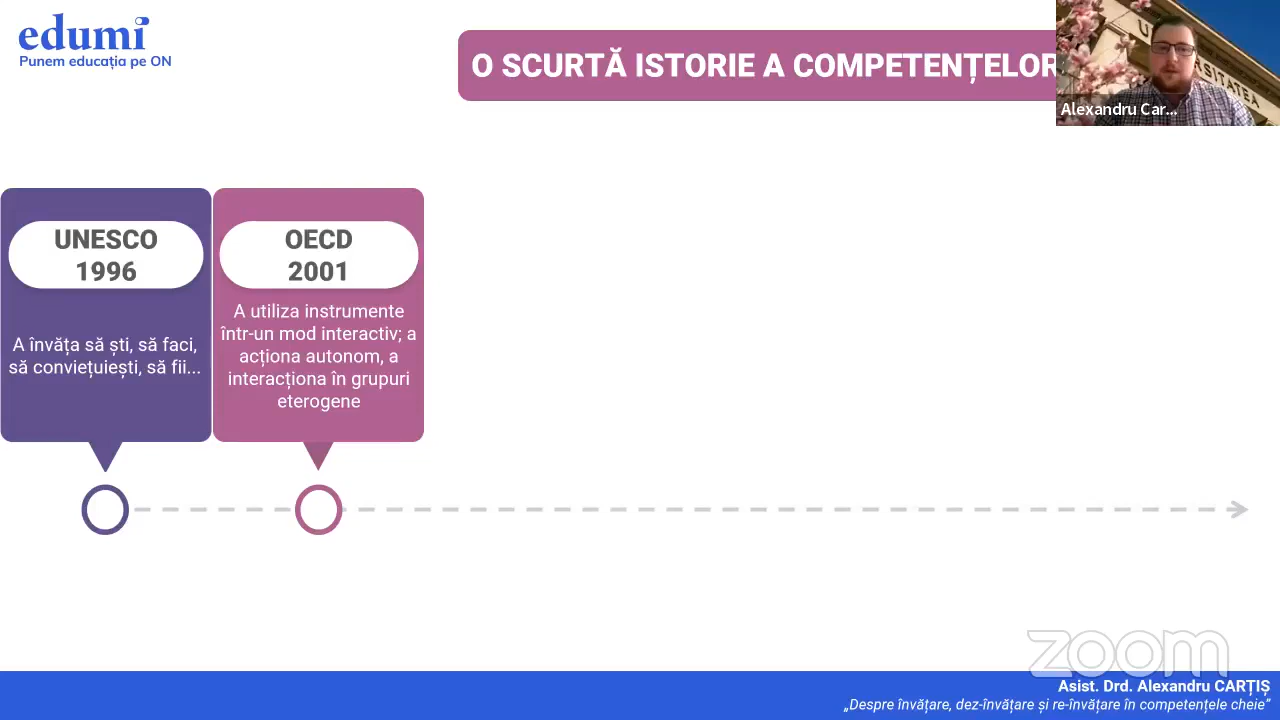 edumi
Punem educația pe ON
O SCURTĂ ISTORIE A COMPETENȚELOR
Alexandru Car...
UNESCO
1996
A învăța să ști, să faci,
să conviețuiești, să fii...
OECD
2001
A utiliza instrumente
într-un mod interactiv; a
acționa autonom, a
interacționa în grupuri
eterogene
zoom
Asist. Drd. Alexandru CARȚIȘ
„Despre învățare, dez-învățare și re-învățare în competențele cheie”